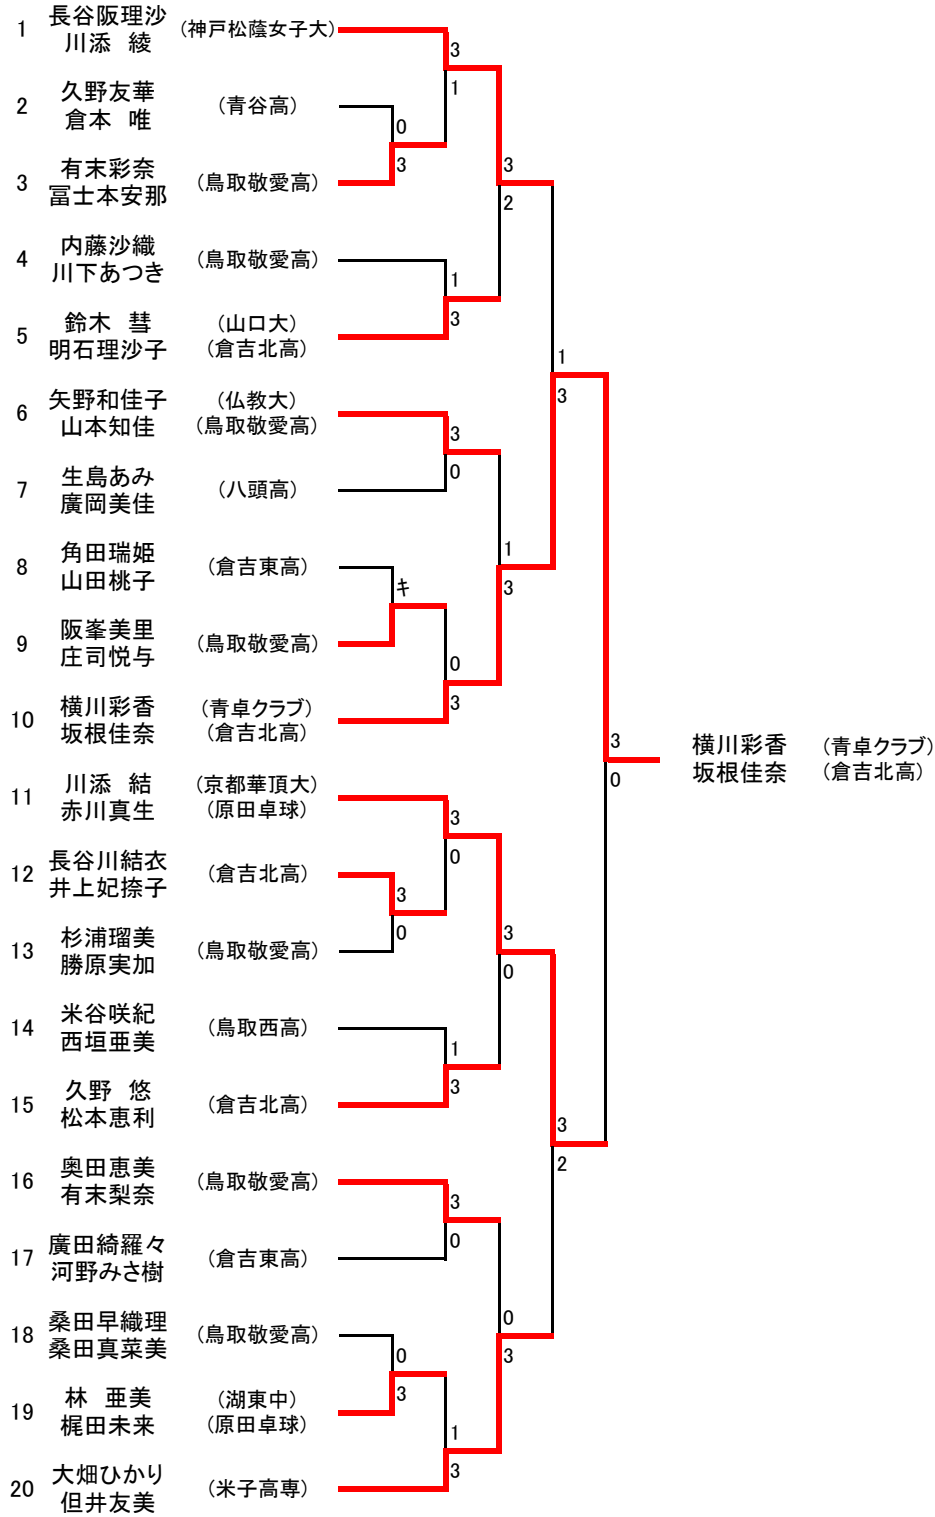 1 長谷阪理沙 (神戸松蔭女子大)
川添 綾
3
1
2 久野友華 (青谷高)
倉本 唯
0
3
3 有末彩奈 (鳥取敬愛高)
冨士本安那
3
2
4 内藤沙織 (鳥取敬愛高)
川下あつき
1
3
5 鈴木 彗 (山口大)
明石理沙子 (倉吉北高)
1
3
6 矢野和佳子 (仏教大)
山本知佳 (鳥取敬愛高)
3
0
7 生島あみ (八頭高)
廣岡美佳
1
3
8 角田瑞姫 (倉吉東高)
山田桃子
キ
9 阪峯美里 (鳥取敬愛高)
庄司悦与
0
3
10 横川彩香 (青卓クラブ)
坂根佳奈 (倉吉北高)
3
0
横川彩香 (青卓クラブ)
坂根佳奈 (倉吉北高)
11 川添 結 (京都華頂大)
赤川真生 (原田卓球)
3
0
12 長谷川結衣 (倉吉北高)
井上妃捺子
3
0
13 杉浦瑠美 (鳥取敬愛高)
勝原実加
3
0
14 米谷咲紀 (鳥取西高)
西垣亜美
1
3
15 久野 悠 (倉吉北高)
松本恵利
3
2
16 奥田恵美 (鳥取敬愛高)
有末梨奈
3
0
17 廣田綺羅々 (倉吉東高)
河野みさ樹
0
3
18 桑田早織理 (鳥取敬愛高)
桑田真菜美
0
3
19 林 亜美 (湖東中)
梶田未来 (原田卓球)
1
3
20 大畑ひかり (米子高専)
但井友美